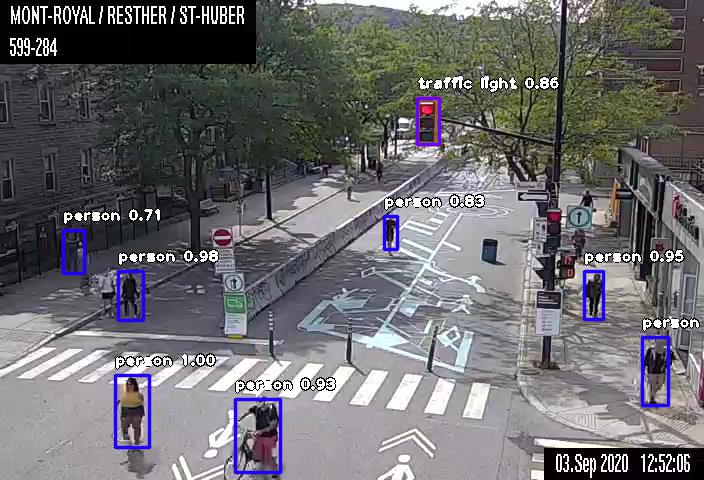 MONT-ROYAL / RESTHER / ST-HUBER
599-284
traffic light 0.86
person 0.83
person 0.71
person 0.98
person 0.95
person
person 1.00
person 0.93
03.Sep 2020 12:52:06